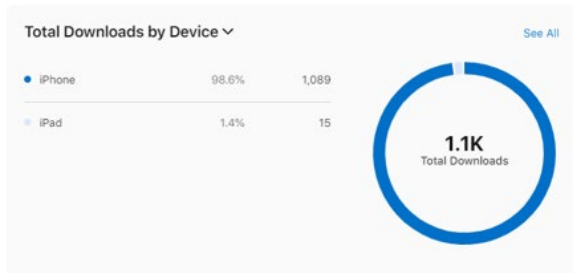 Total Downloads by Device
See All
iPhone 98.6% 1,089
iPad 1.4% 15
1.1K
Total Downloads